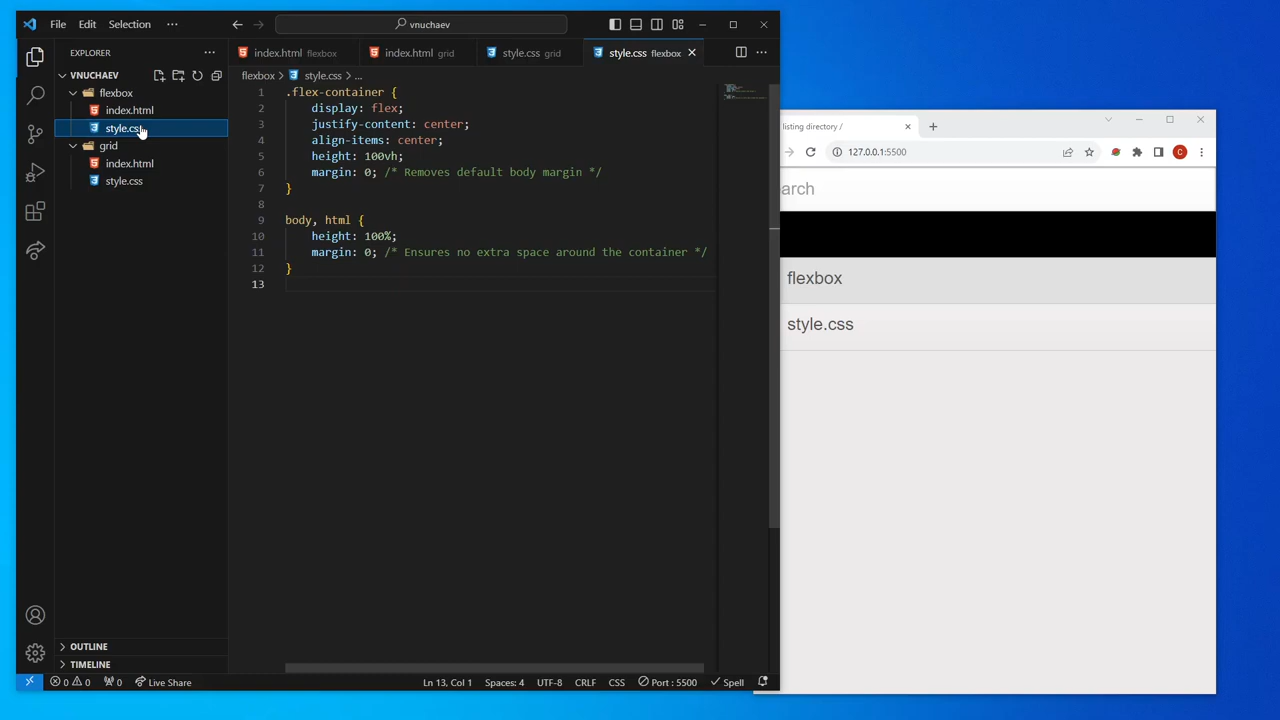 File Edit Selection ··· vnuchaev
EXPLORER ···
index.html flexbox
index.html grid
style.css grid
style.css flexbox
VNUCHAEV
flexbox
index.html
style.css
grid
index.html
style.css
OUTLINE
TIMELINE
flexbox > style.css > ...
1 .flex-container {
2 display: flex;
3 justify-content: center;
4 align-items: center;
5 height: 100vh;
6 margin: 0; /* Removes default body margin */
7 }
8
9 body, html {
10 height: 100%;
11 margin: 0; /* Ensures no extra space around the container */
12 }
13
0 0 0 Live Share Ln 13, Col 1 Spaces: 4 UTF-8 CRLF CSS Port : 5500 Spell
listing directory /
127.0.0.1:5500
C
arch
flexbox
style.css